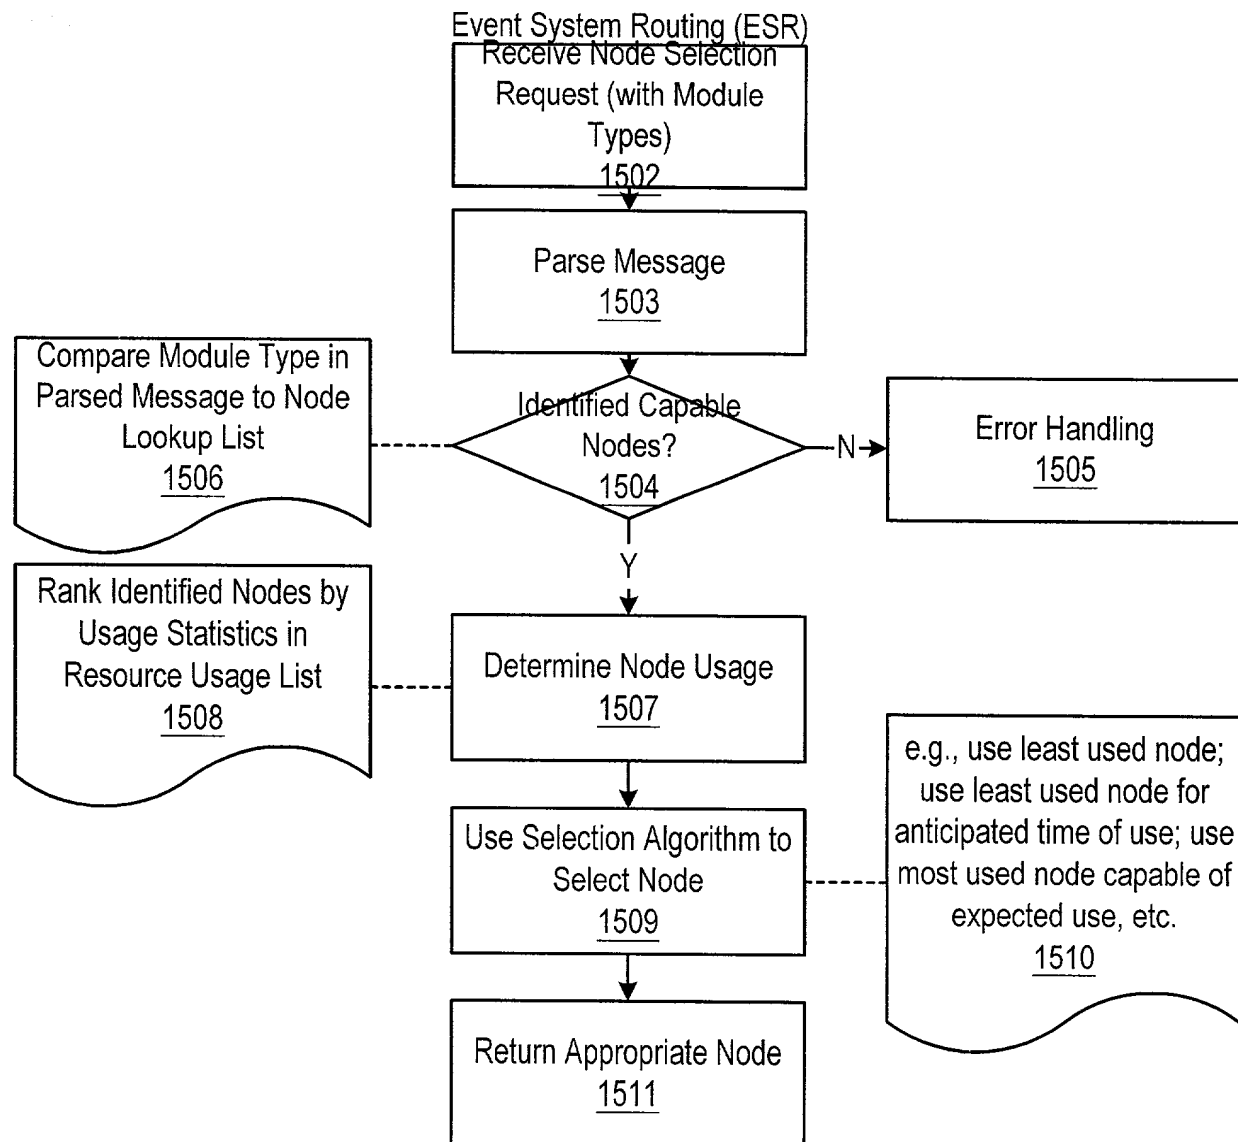 Event System Routing (ESR)
Receive Node Selection
Request (with Module
Types)
1502
Parse Message
1503
Compare Module Type in
Parsed Message to Node
Lookup List
1506
Identified Capable
Nodes?
1504
N
Error Handling
1505
Y
Rank Identified Nodes by
Usage Statistics in
Resource Usage List
1508
Determine Node Usage
1507
Use Selection Algorithm to
Select Node
1509
e.g., use least used node;
use least used node for
anticipated time of use; use
most used node capable of
expected use, etc.
1510
Return Appropriate Node
1511